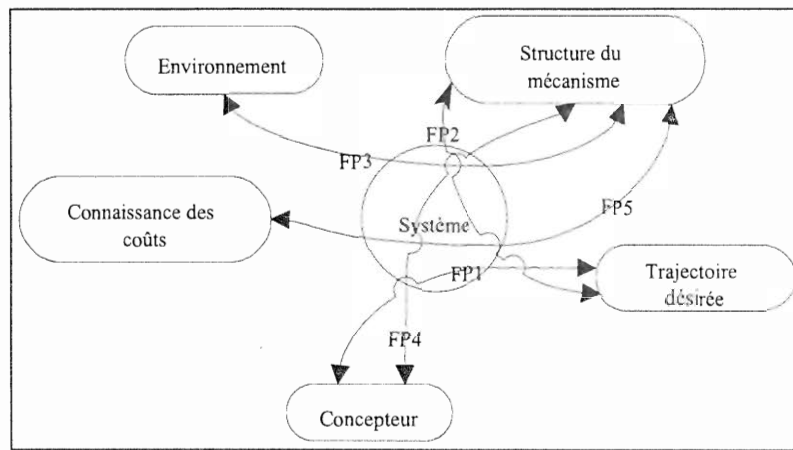 Environnement
Structure du
mécanisme
FP2
FP3
Connaissance des
coûts
FP5
Système
FP1
Trajectoire
désirée
FP4
Concepteur